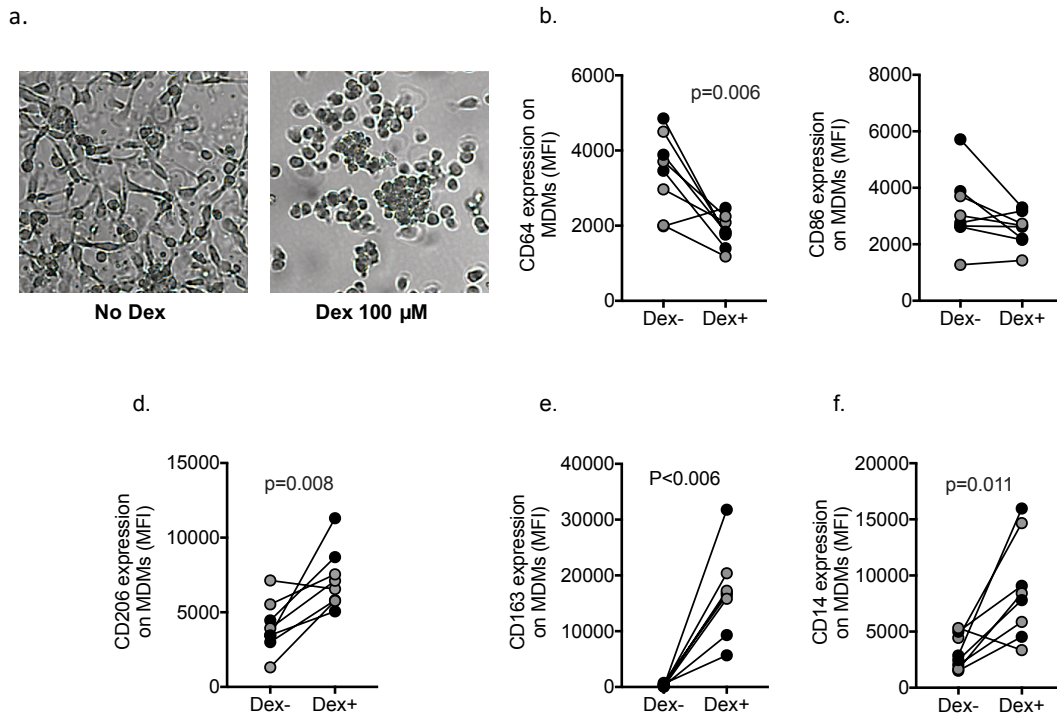 a.
No Dex
Dex 100 µM
b.
CD64 expression on
MDMs (MFI)
6000
4000
2000
0
p=0.006
Dex-
Dex+
c.
CD86 expression
on MDMs (MFI)
8000
6000
4000
2000
0
Dex-
Dex+
d.
CD206 expression
on MDMs (MFI)
15000
10000
5000
0
p=0.008
Dex-
Dex+
e.
CD163 expression
on MDMs (MFI)
40000
30000
20000
10000
0
P<0.006
Dex-
Dex+
f.
CD14 expression
on MDMs (MFI)
20000
15000
10000
5000
0
p=0.011
Dex-
Dex+